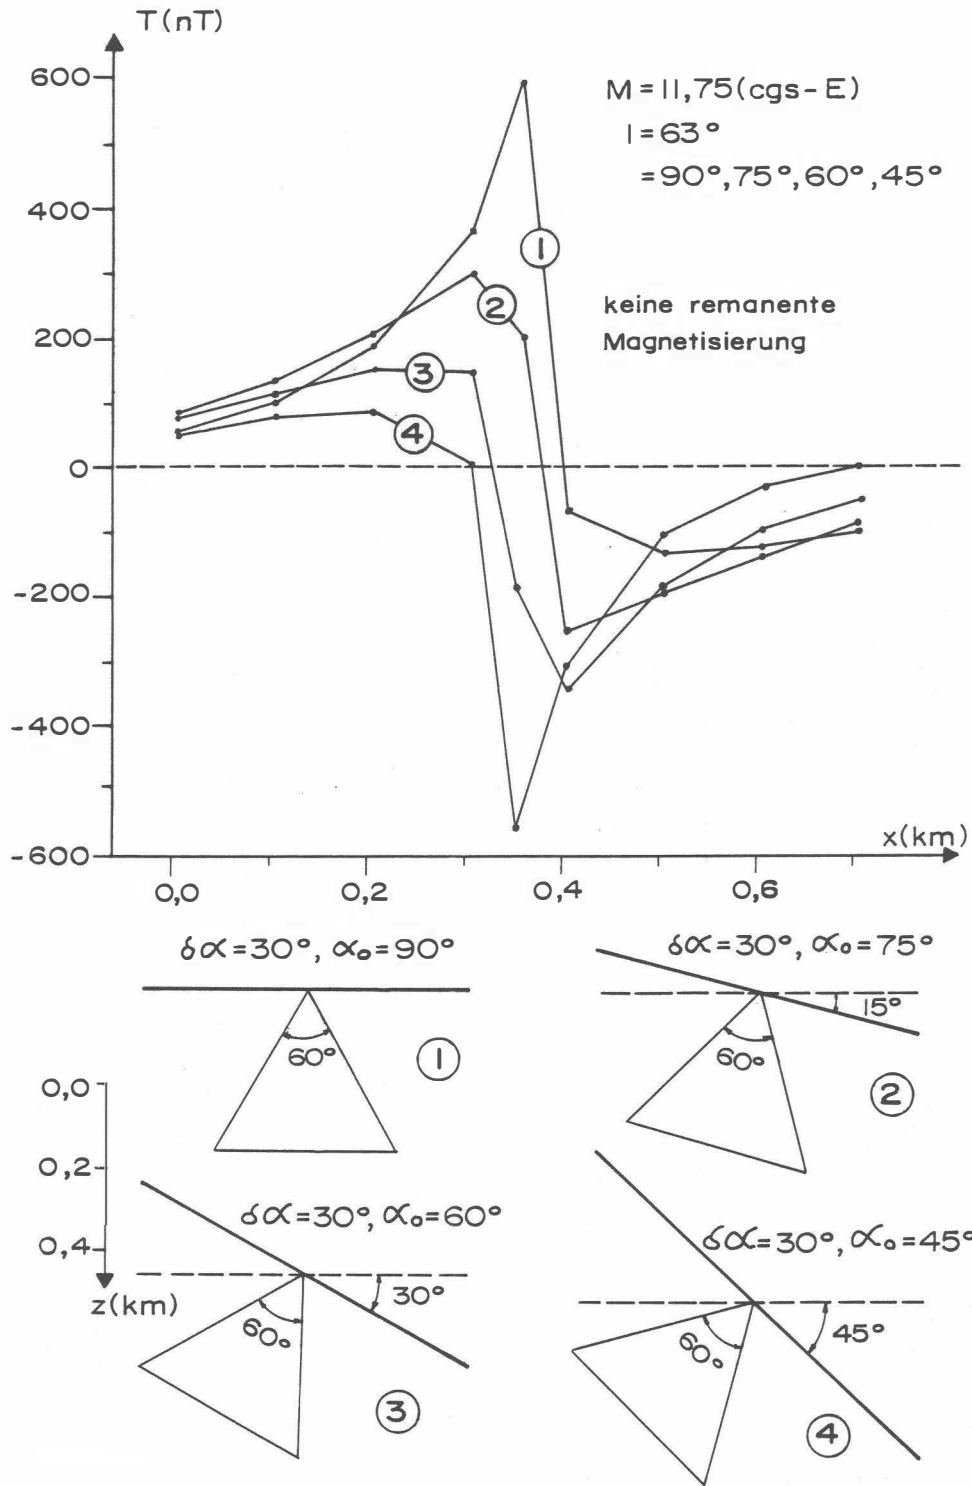 T(nT)
600
400
200
0
-200
-400
-600
M=11,75(cgs-E)
I=63°
=90°,75°,60°,45°
keine remanente
Magnetisierung
1
2
3
4
x(km)
0,0
0,2
0,4
0,6
δα=30°, α₀=90°
60°
1
δα=30°, α₀=75°
15°
60°
2
0,0
0,2
0,4
z(km)
δα=30°, α₀=60°
30°
60°
3
δα=30°, α₀=45°
45°
60°
4